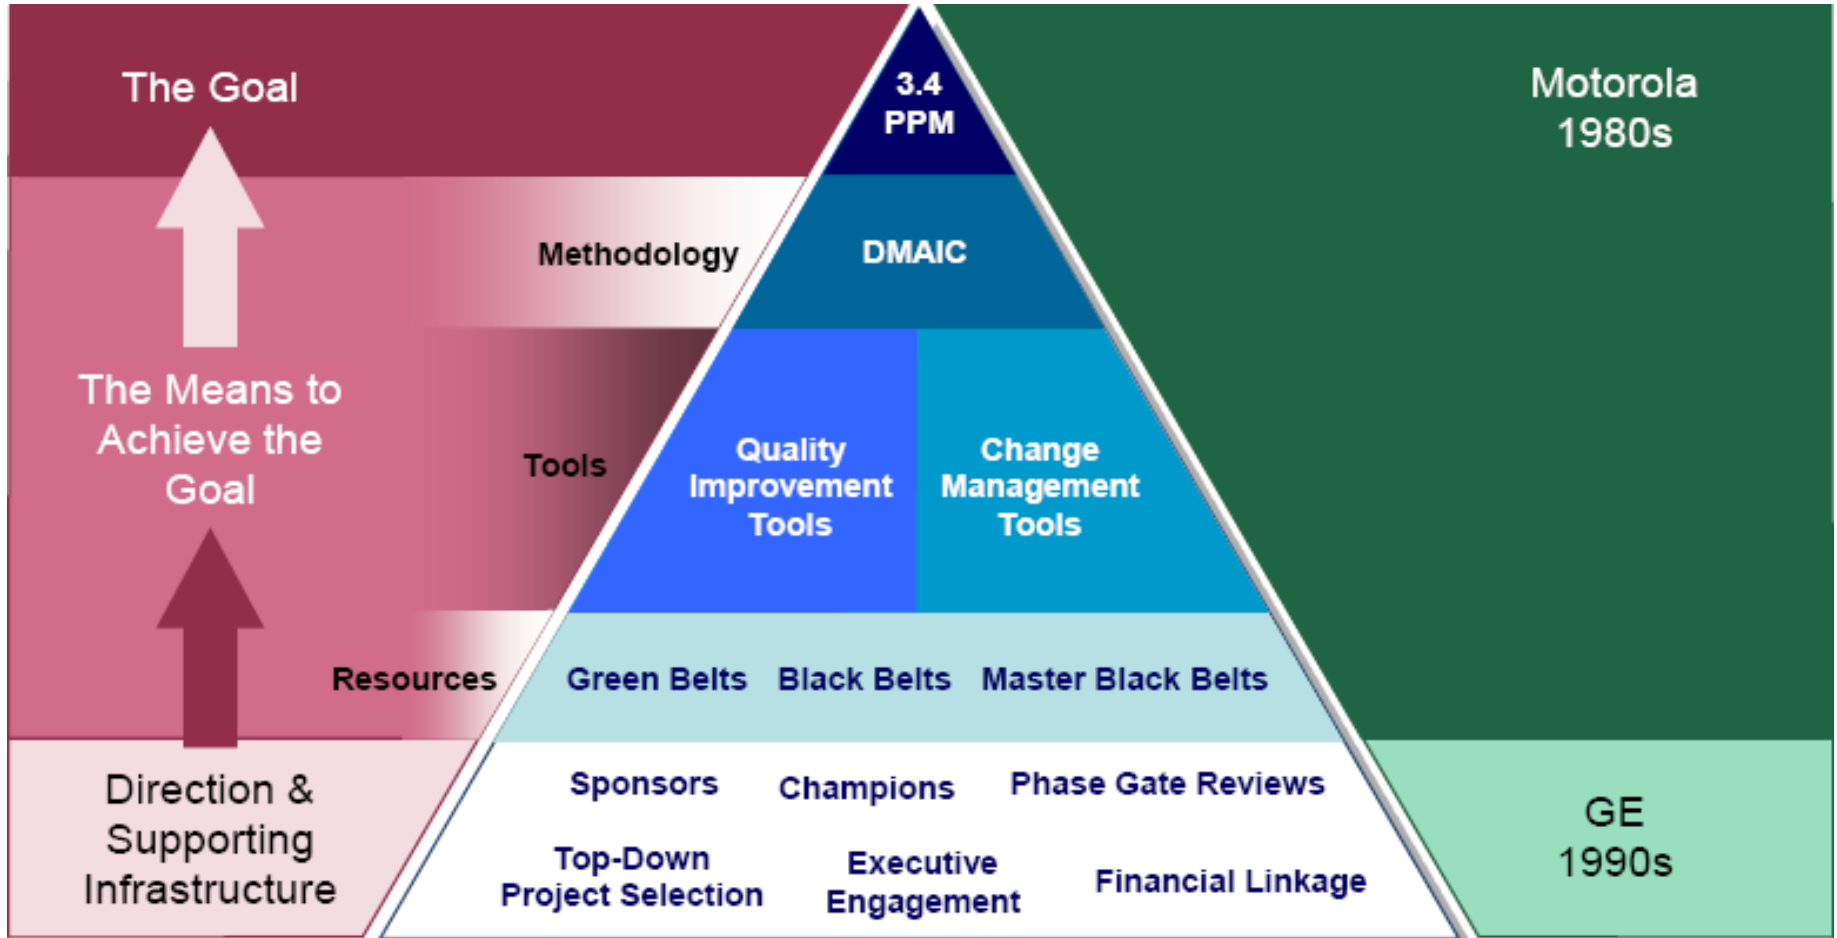 The Goal
3.4
PPM
Motorola
1980s
Methodology
DMAIC
The Means to
Achieve the
Goal
Tools
Quality
Improvement
Tools
Change
Management
Tools
Resources
Green Belts
Black Belts
Master Black Belts
Direction &
Supporting
Infrastructure
Sponsors
Champions
Phase Gate Reviews
Top-Down
Project Selection
Executive
Engagement
Financial Linkage
GE
1990s